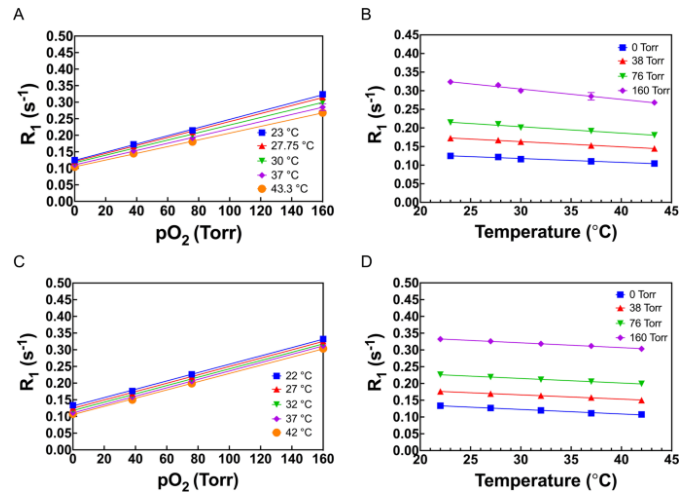 A
R1 (s-1)
0.50
0.45
0.40
0.35
0.30
0.25
0.20
0.15
0.10
0.05
0.00
0 20 40 60 80 100 120 140 160
pO2 (Torr)
23 °C
27.75 °C
30 °C
37 °C
43.3 °C
B
R1 (s-1)
0.50
0.45
0.40
0.35
0.30
0.25
0.20
0.15
0.10
0.05
0.00
20 25 30 35 40 45
Temperature (°C)
0 Torr
38 Torr
76 Torr
160 Torr
C
R1 (s-1)
0.50
0.45
0.40
0.35
0.30
0.25
0.20
0.15
0.10
0.05
0.00
0 20 40 60 80 100 120 140 160
pO2 (Torr)
22 °C
27 °C
32 °C
37 °C
42 °C
D
R1 (s-1)
0.50
0.45
0.40
0.35
0.30
0.25
0.20
0.15
0.10
0.05
0.00
20 25 30 35 40 45
Temperature (°C)
0 Torr
38 Torr
76 Torr
160 Torr